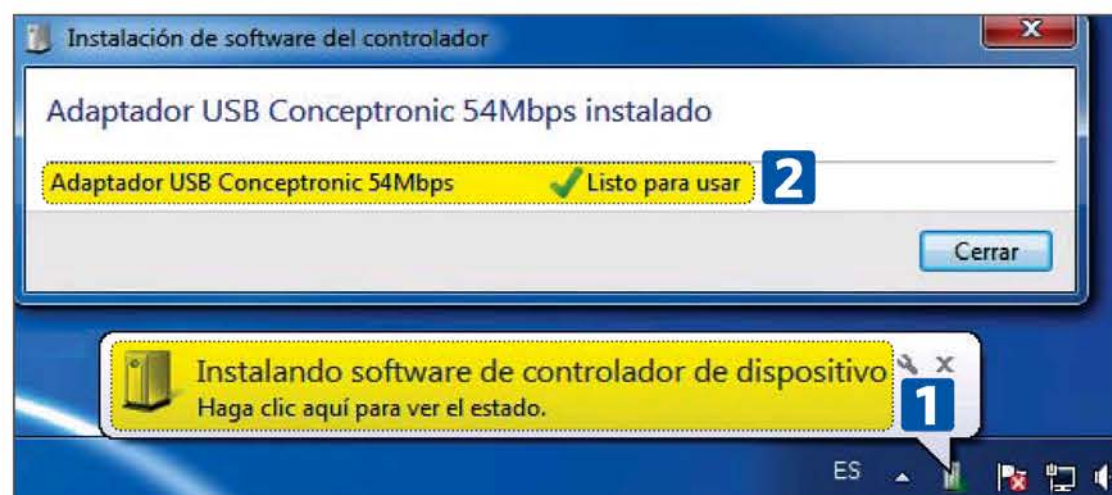 Instalación de software del controlador
Adaptador USB Conceptronic 54Mbps instalado
Adaptador USB Conceptronic 54Mbps Listo para usar 2
Cerrar
Instalando software de controlador de dispositivo
Haga clic aquí para ver el estado.
1
ES